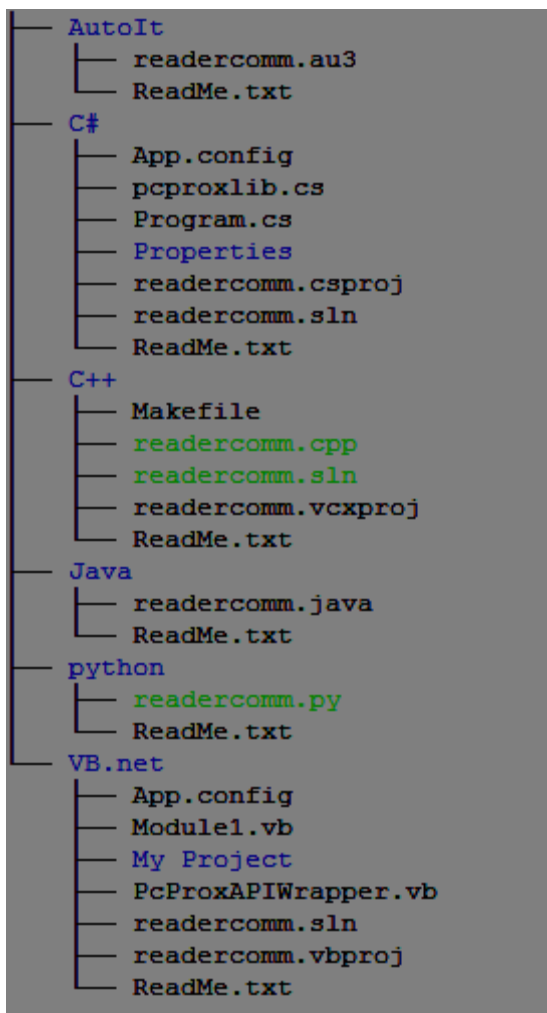 AutoIt
readercomm.au3
ReadMe.txt
C#
App.config
pcproxlib.cs
Program.cs
Properties
readercomm.csproj
readercomm.sln
ReadMe.txt
C++
Makefile
readercomm.cpp
readercomm.sln
readercomm.vcxproj
ReadMe.txt
Java
readercomm.java
ReadMe.txt
python
readercomm.py
ReadMe.txt
VB.net
App.config
Module1.vb
My Project
PcProxAPIWrapper.vb
readercomm.sln
readercomm.vbproj
ReadMe.txt